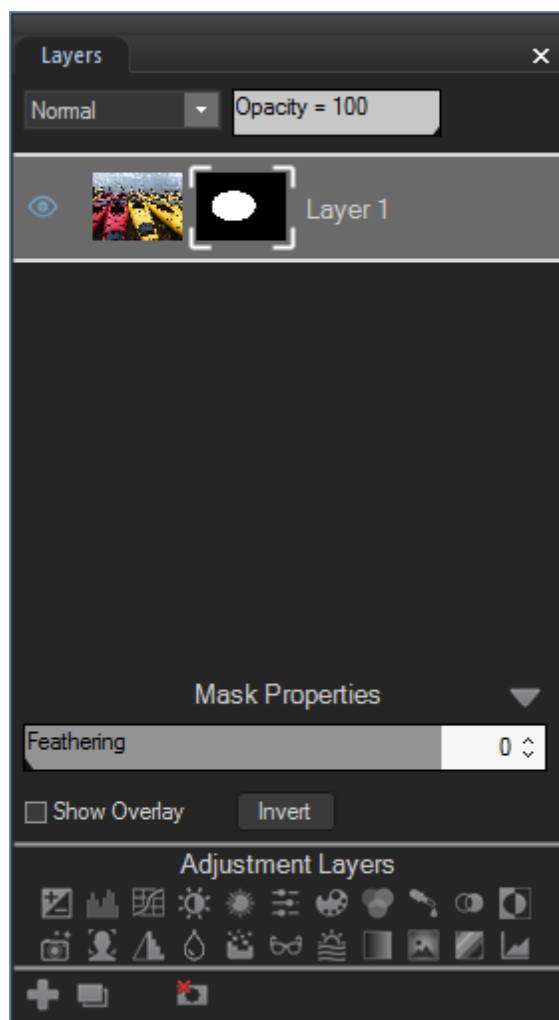 Layers
Normal
Opacity = 100
Layer 1
Mask Properties
Feathering 0
Show Overlay Invert
Adjustment Layers